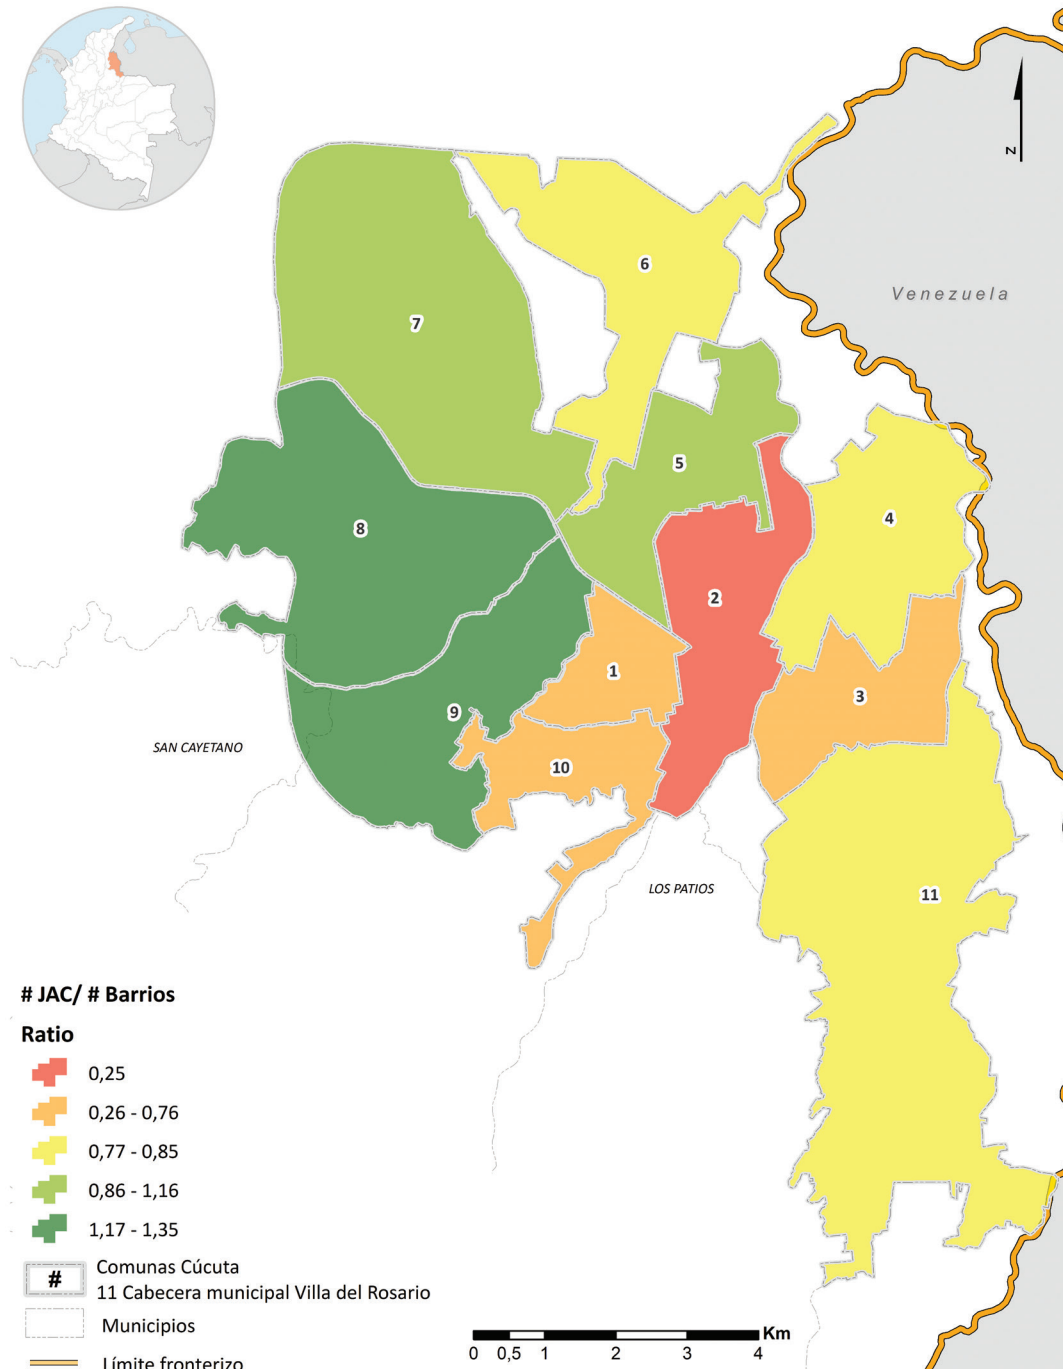 N
Venezuela
6
7
5
4
8
2
1
3
9
SAN CAYETANO
10
LOS PATIOS
11
# JAC/ # Barrios
Ratio
0,25
0,26 - 0,76
0,77 - 0,85
0,86 - 1,16
1,17 - 1,35
# Comunas Cúcuta
11 Cabecera municipal Villa del Rosario
Municipios
Límite fronterizo
Km
0 0,5 1 2 3 4